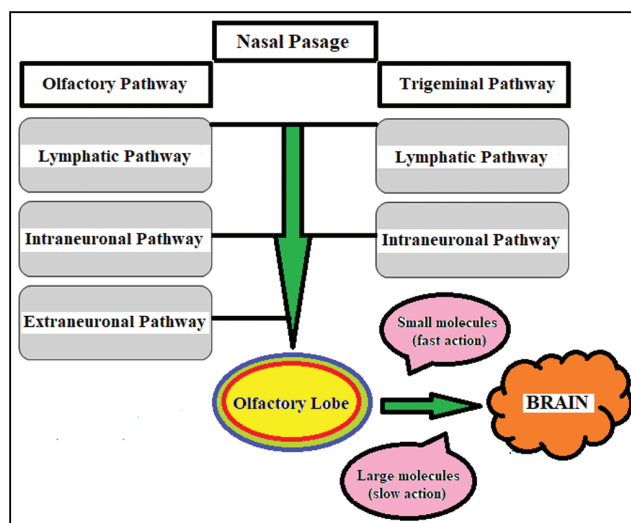 Nasal Pasage
Olfactory Pathway
Trigeminal Pathway
Lymphatic Pathway
Lymphatic Pathway
Intraneuronal Pathway
Intraneuronal Pathway
Extraneuronal Pathway
Small molecules
(fast action)
Olfactory Lobe
BRAIN
Large molecules
(slow action)